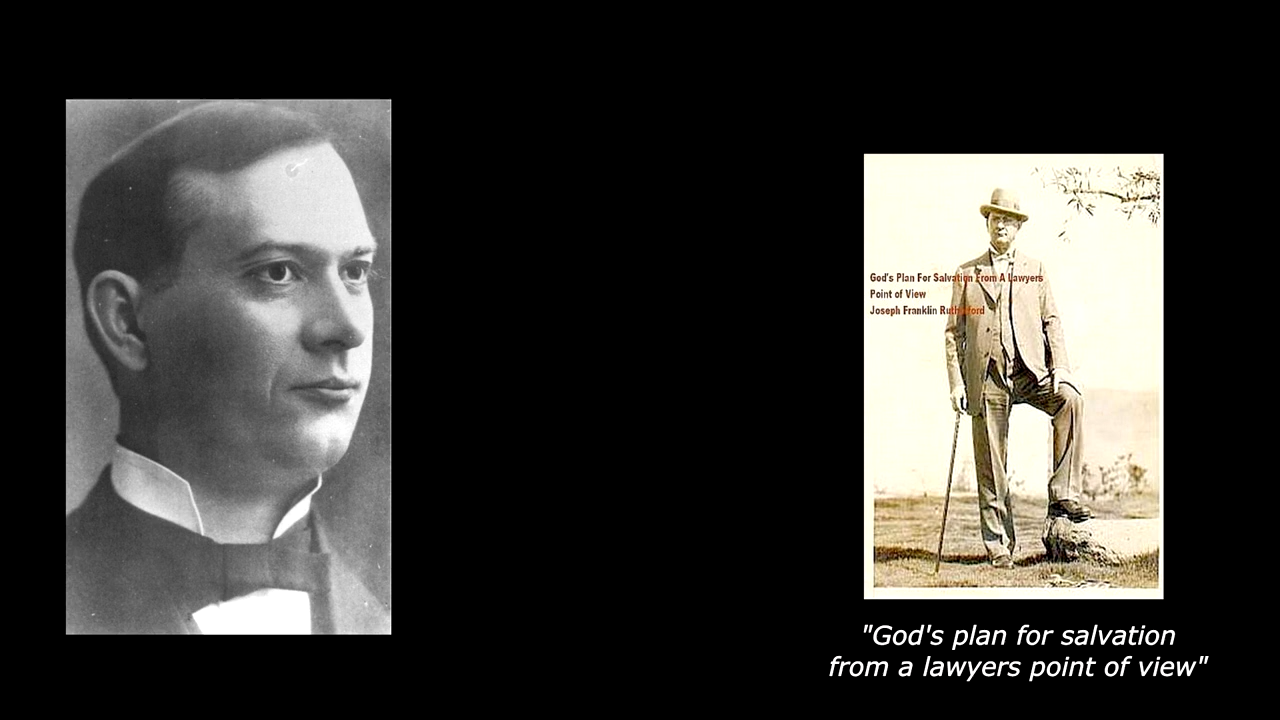 God's Plan For Salvation From A Lawyers
Point of View
Joseph Franklin Rutherford
"God's plan for salvation
from a lawyers point of view"